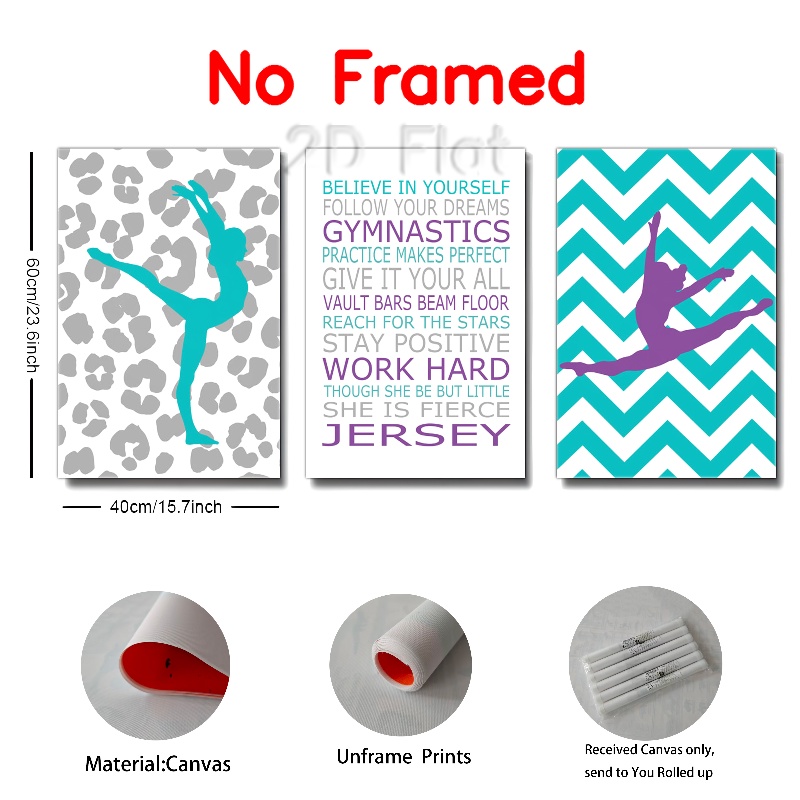 No Framed
2D Flat
BELIEVE IN YOURSELF
FOLLOW YOUR DREAMS
GYMNASTICS
PRACTICE MAKES PERFECT
GIVE IT YOUR ALL
VAULT BARS BEAM FLOOR
REACH FOR THE STARS
STAY POSITIVE
WORK HARD
THOUGH SHE BE BUT LITTLE
SHE IS FIERCE
JERSEY
60cm/23.6inch
40cm/15.7inch
Material:Canvas
Unframe Prints
Received Canvas only,
send to You Rolled up